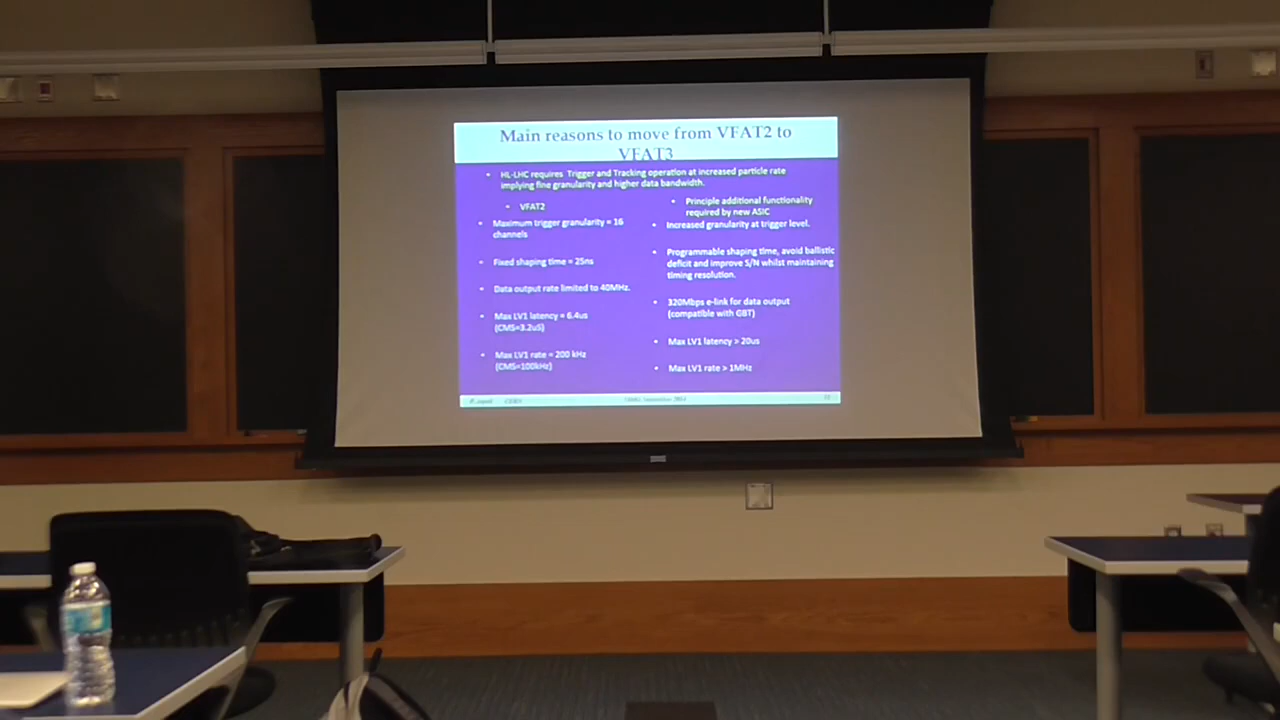 Main reasons to move from VFAT2 to
VFAT3
• HL-LHC requires Trigger and Tracking operation at increased particle rate
implying fine granularity and higher data bandwidth.
• VFAT2
• Maximum trigger granularity = 16
channels
• Fixed shaping time = 25ns
• Data output rate limited to 40MHz.
• Max LV1 latency = 6.4us
(CMS=3.2uS)
• Max LV1 rate = 200 kHz
(CMS=100kHz)
• Principle additional functionality
required by new ASIC
• Increased granularity at trigger level.
• Programmable shaping time, avoid ballistic
deficit and improve S/N whilst maintaining
timing resolution.
• 320Mbps e-link for data output
(compatible with GBT)
• Max LV1 latency > 20us
• Max LV1 rate > 1MHz
CERN